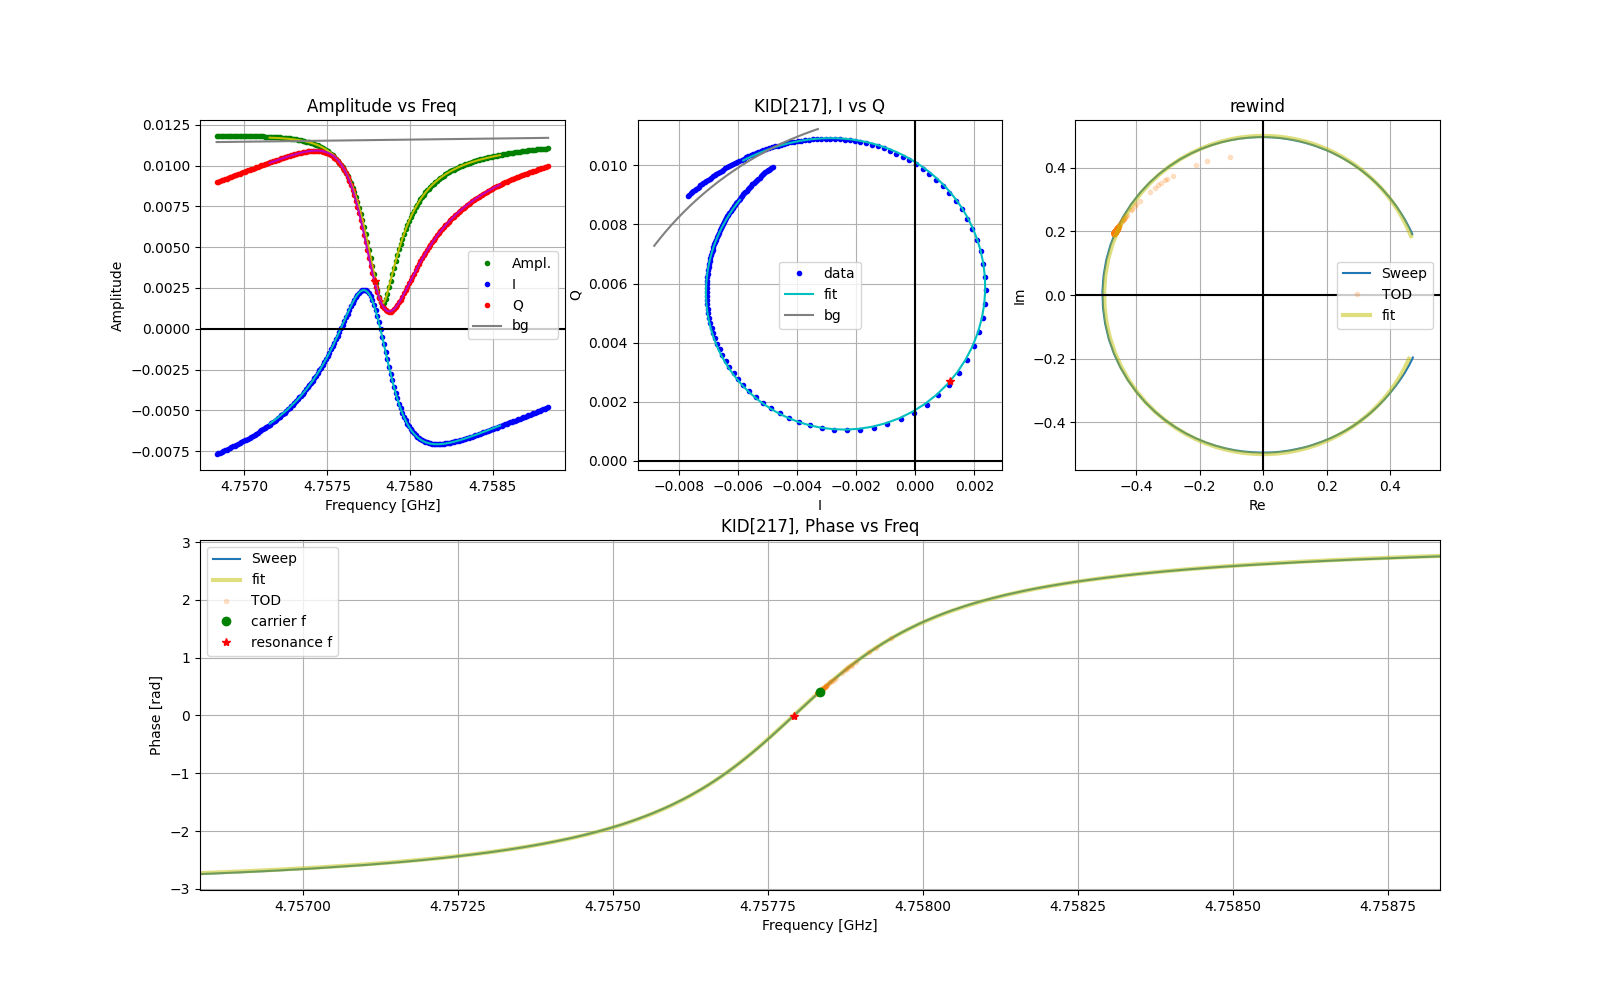 Amplitude vs Freq
0.0125
0.0100
0.0075
0.0050
0.0025
0.0000
−0.0025
−0.0050
−0.0075
Amplitude
Ampl.
I
Q
bg
4.7570 4.7575 4.7580 4.7585
Frequency [GHz]
KID[217], I vs Q
0.010
0.008
0.006
0.004
0.002
0.000
Q
data
fit
bg
−0.008 −0.006 −0.004 −0.002 0.000 0.002
I
rewind
0.4
0.2
0.0
−0.2
−0.4
Im
Sweep
TOD
fit
−0.4 −0.2 0.0 0.2 0.4
Re
KID[217], Phase vs Freq
3
2
1
0
−1
−2
−3
Phase [rad]
Sweep
fit
TOD
carrier f
resonance f
4.75700 4.75725 4.75750 4.75775 4.75800 4.75825 4.75850 4.75875
Frequency [GHz]